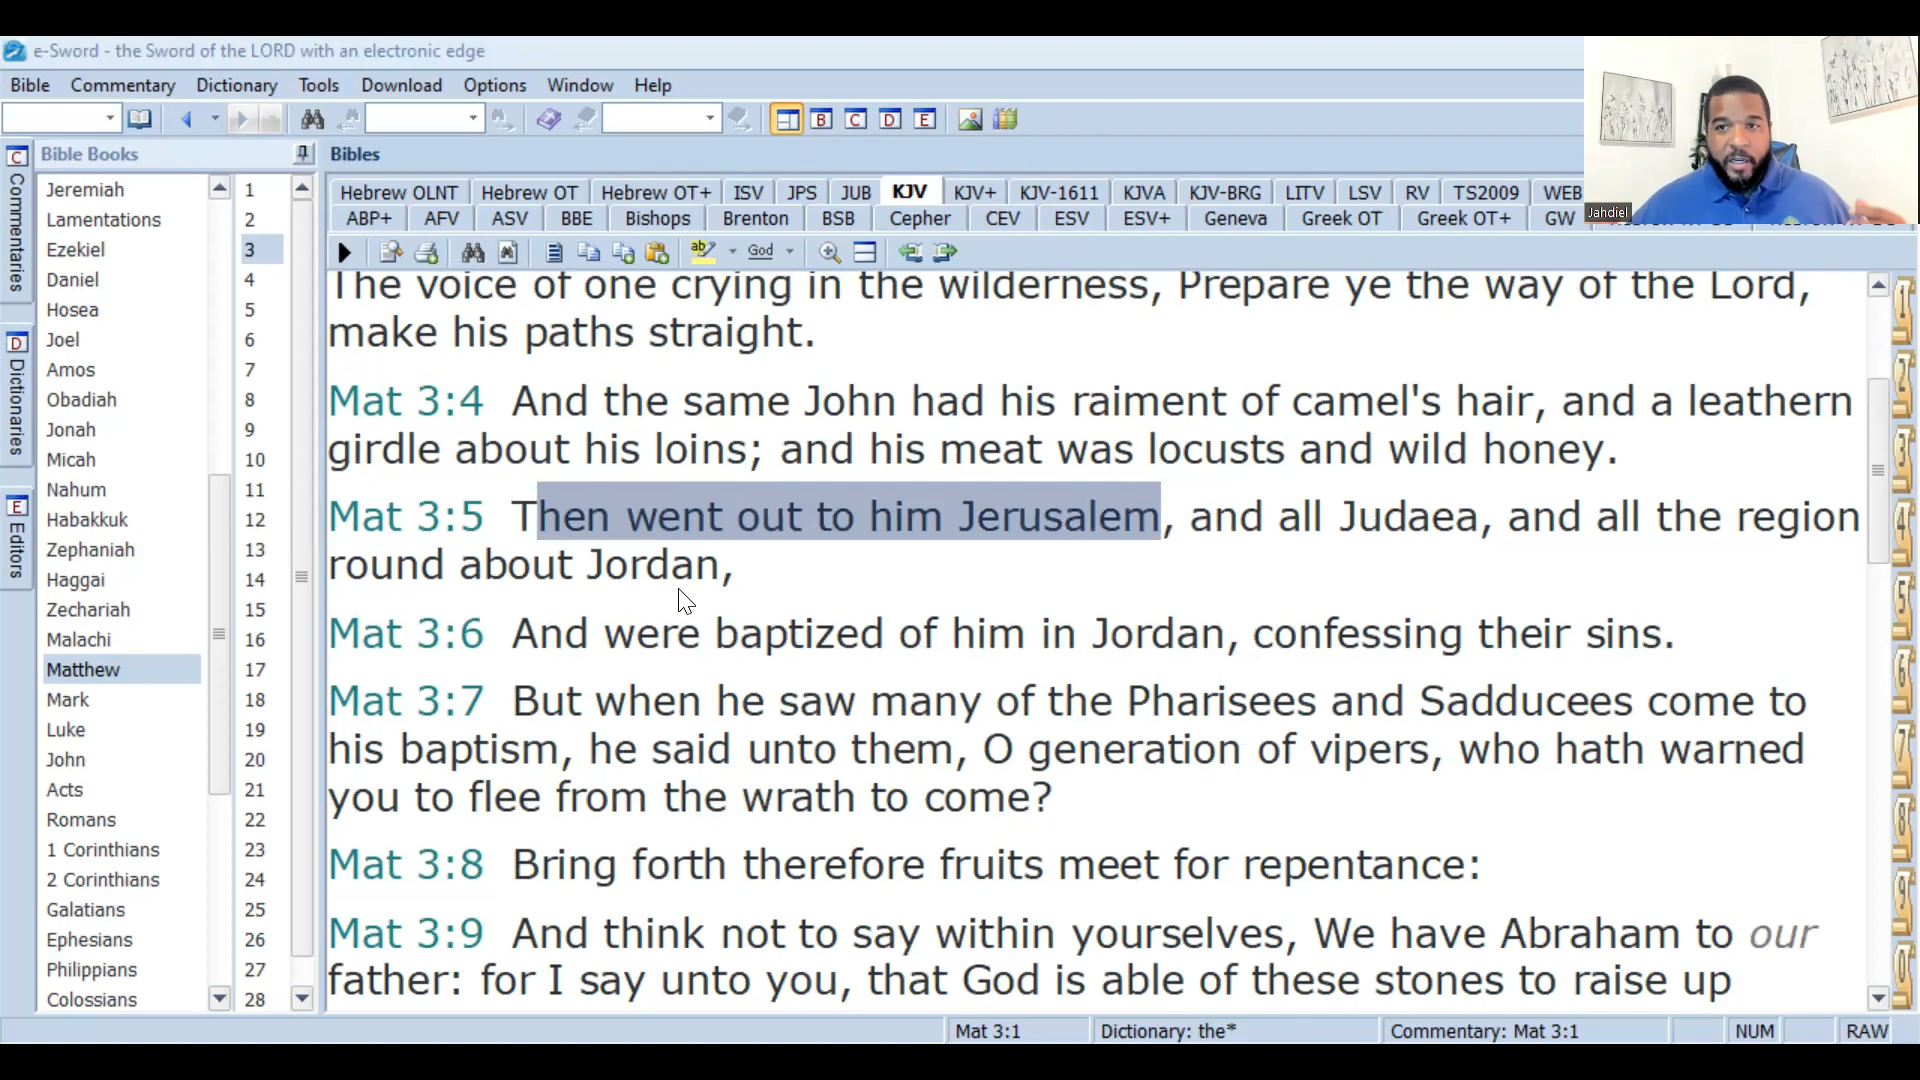 e-Sword - the Sword of the LORD with an electronic edge
Bible Commentary Dictionary Tools Download Options Window Help
B C D E
Bible Books
Bibles
C Commentaries
D Dictionaries
E Editors
Jeremiah 1
Lamentations 2
Ezekiel 3
Daniel 4
Hosea 5
Joel 6
Amos 7
Obadiah 8
Jonah 9
Micah 10
Nahum 11
Habakkuk 12
Zephaniah 13
Haggai 14
Zechariah 15
Malachi 16
Matthew 17
Mark 18
Luke 19
John 20
Acts 21
Romans 22
1 Corinthians 23
2 Corinthians 24
Galatians 25
Ephesians 26
Philippians 27
Colossians 28
Hebrew OLNT Hebrew OT Hebrew OT+ ISV JPS JUB KJV KJV+ KJV-1611 KJVA KJV-BRG LITV LSV RV TS2009 WEB
ABP+ AFV ASV BBE Bishops Brenton BSB Cepher CEV ESV ESV+ Geneva Greek OT Greek OT+ GW
Jahdiel
ab God
The voice of one crying in the wilderness, Prepare ye the way of the Lord,
make his paths straight.
Mat 3:4 And the same John had his raiment of camel's hair, and a leathern
girdle about his loins; and his meat was locusts and wild honey.
Mat 3:5 Then went out to him Jerusalem, and all Judaea, and all the region
round about Jordan,
Mat 3:6 And were baptized of him in Jordan, confessing their sins.
Mat 3:7 But when he saw many of the Pharisees and Sadducees come to
his baptism, he said unto them, O generation of vipers, who hath warned
you to flee from the wrath to come?
Mat 3:8 Bring forth therefore fruits meet for repentance:
Mat 3:9 And think not to say within yourselves, We have Abraham to our
father: for I say unto you, that God is able of these stones to raise up
1
2
3
4
5
6
7
8
9
0
Mat 3:1 Dictionary: the* Commentary: Mat 3:1 NUM RAW